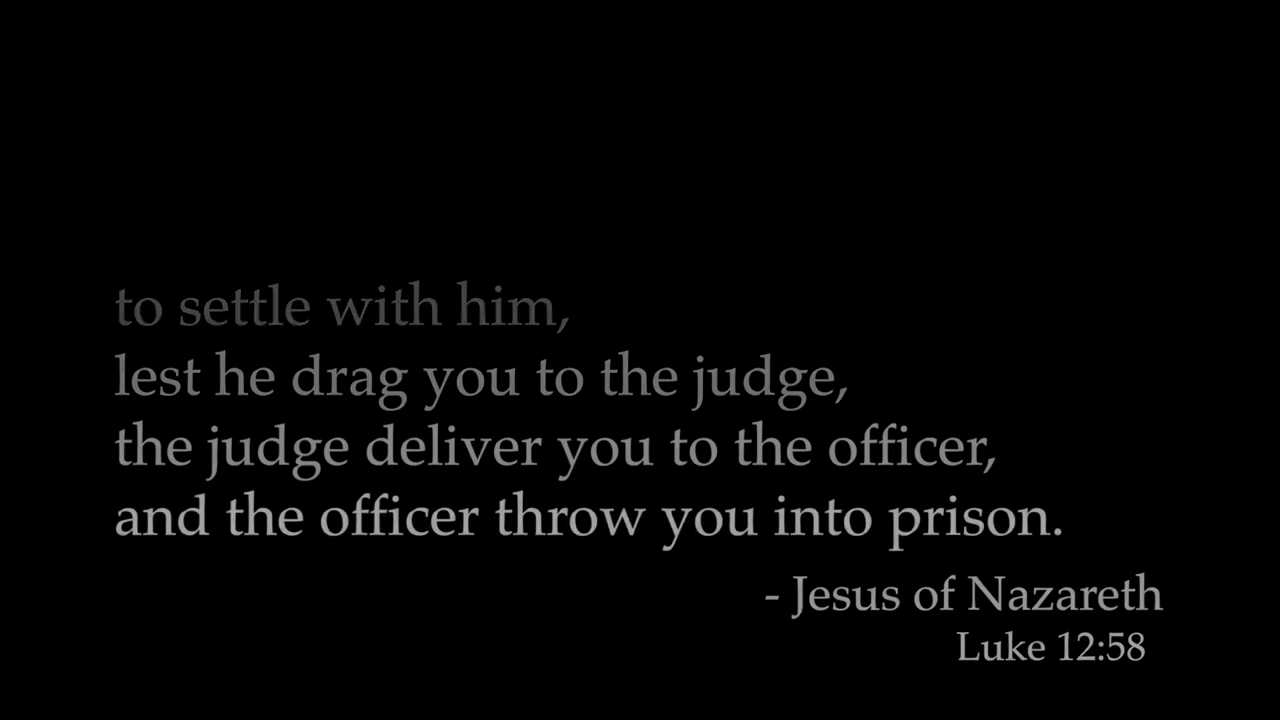 to settle with him,
lest he drag you to the judge,
the judge deliver you to the officer,
and the officer throw you into prison.
- Jesus of Nazareth
Luke 12:58